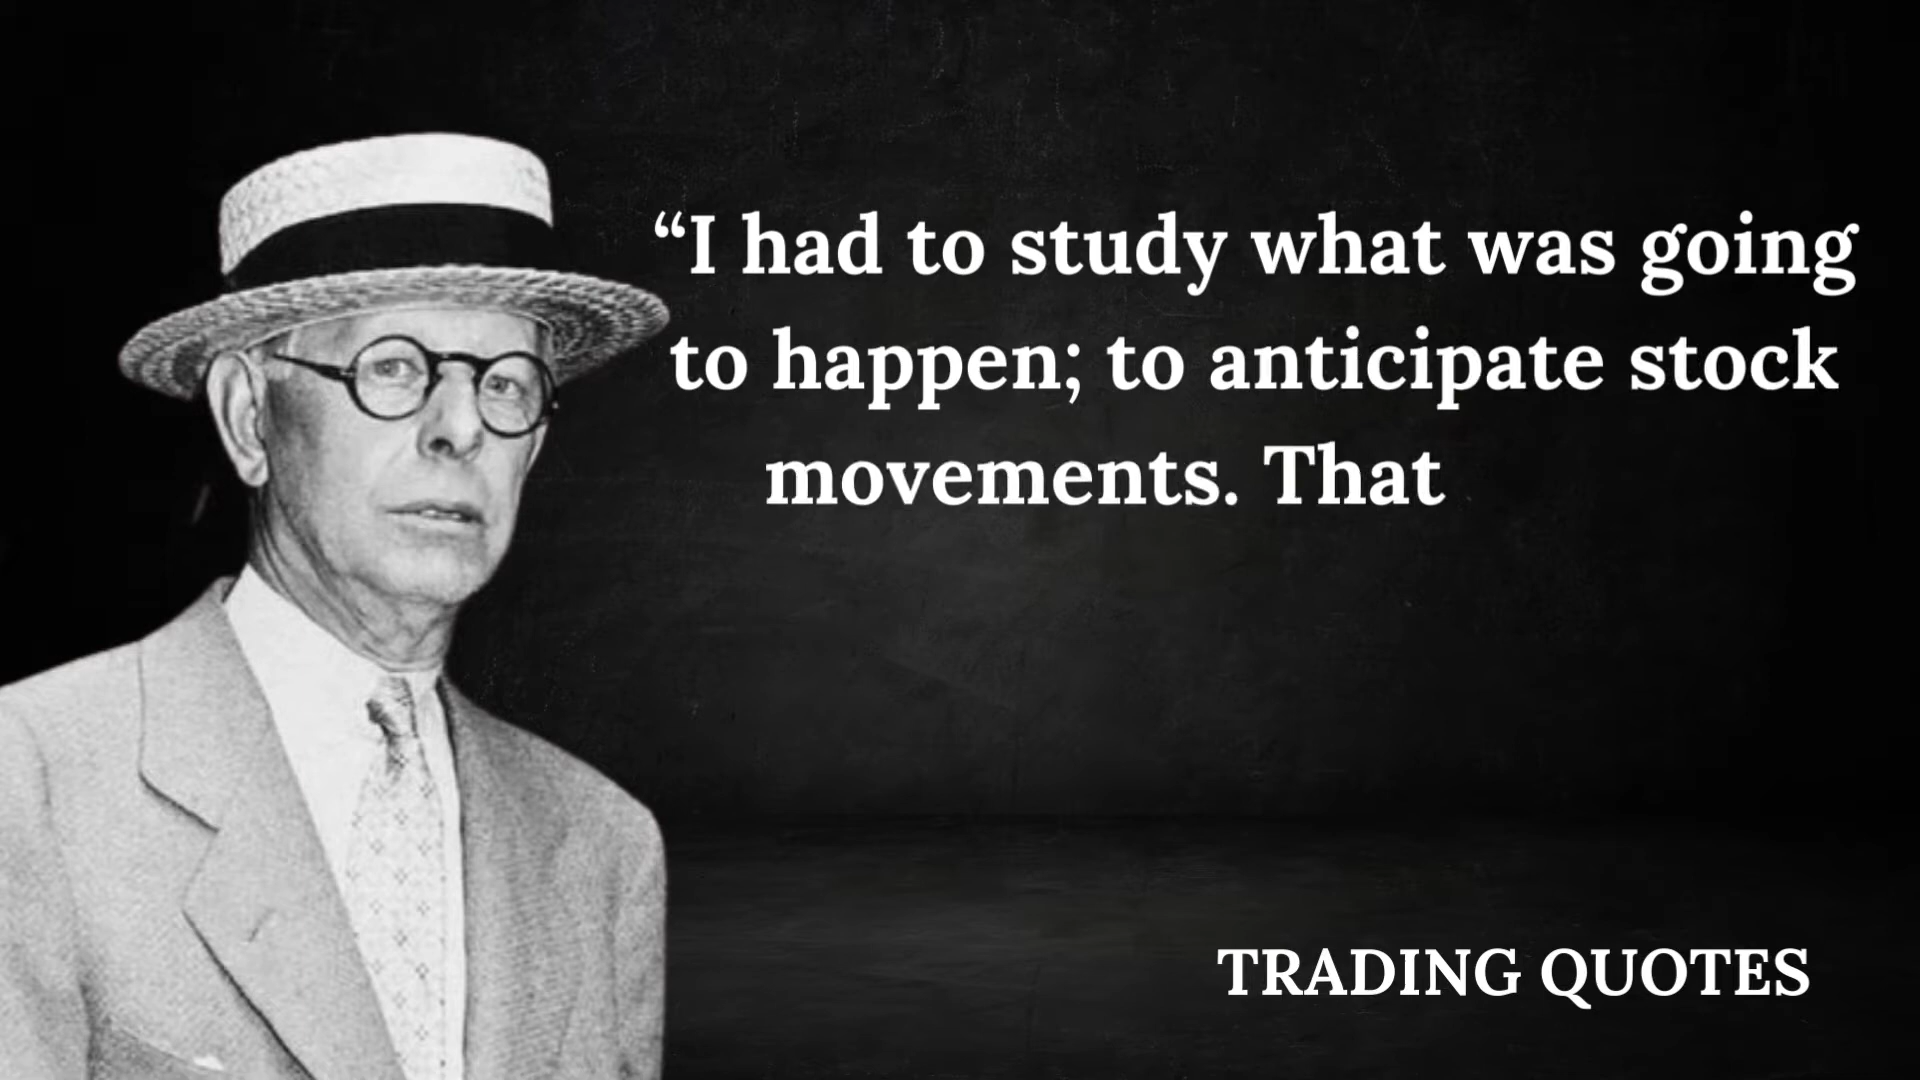 “I had to study what was going
to happen; to anticipate stock
movements. That
TRADING QUOTES